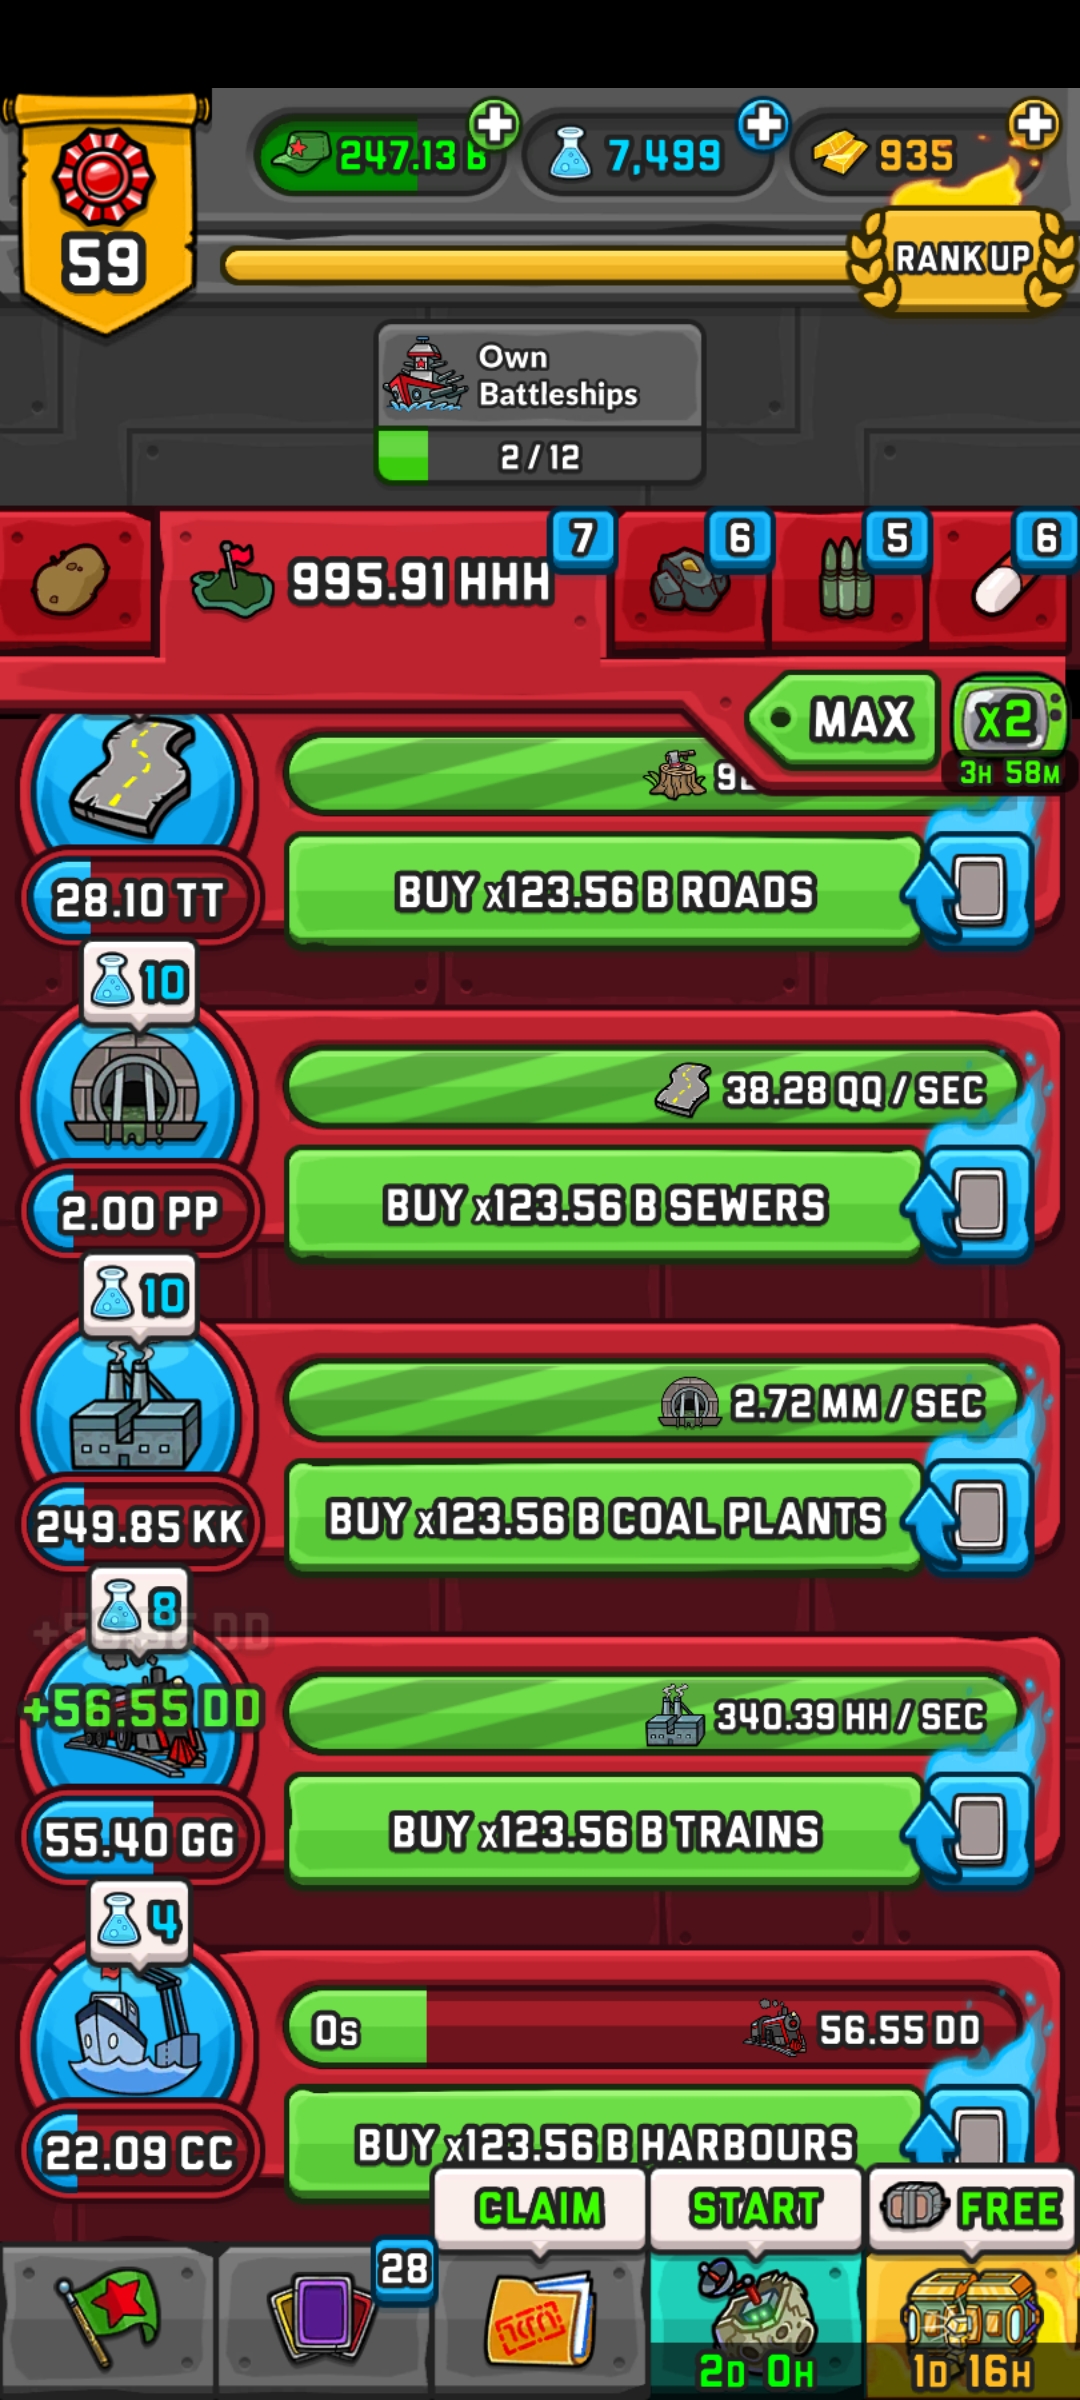 247.13 B
7,499
935
59
RANK UP
Own
Battleships
2 / 12
995.91 HHH
7
6
5
6
MAX
x2
3H 58M
28.10 TT
BUY x123.56 B ROADS
10
38.28 QQ / SEC
2.00 PP
BUY x123.56 B SEWERS
10
2.72 MM / SEC
249.85 KK
BUY x123.56 B COAL PLANTS
8
+56.55 DD
340.39 HH / SEC
55.40 GG
BUY x123.56 B TRAINS
4
0s
56.55 DD
22.09 CC
BUY x123.56 B HARBOURS
CLAIM
START
FREE
28
2D 0H
1D 16H